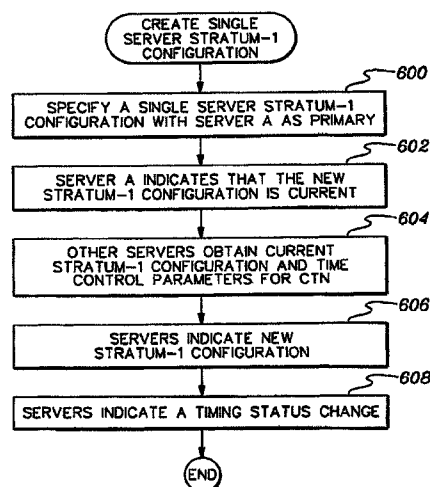 CREATE SINGLE
SERVER STRATUM-1
CONFIGURATION
600
SPECIFY A SINGLE SERVER STRATUM-1
CONFIGURATION WITH SERVER A AS PRIMARY
602
SERVER A INDICATES THAT THE NEW
STRATUM-1 CONFIGURATION IS CURRENT
604
OTHER SERVERS OBTAIN CURRENT
STRATUM-1 CONFIGURATION AND TIME
CONTROL PARAMETERS FOR CTN
606
SERVERS INDICATE NEW
STRATUM-1 CONFIGURATION
608
SERVERS INDICATE A TIMING STATUS CHANGE
END